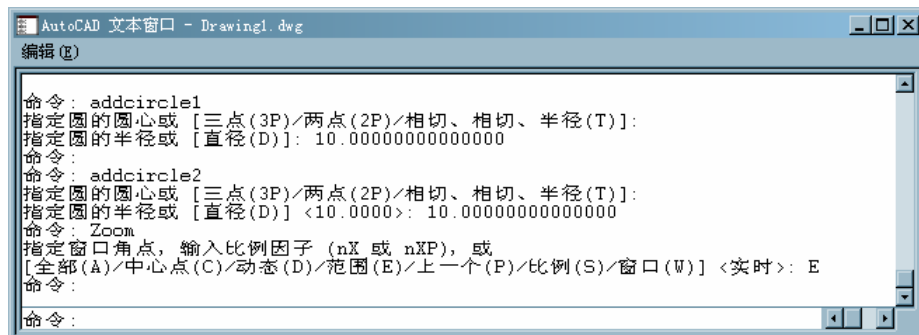 AutoCAD 文本窗口 - Drawing1.dwg
编辑(E)
命令: addcircle1
指定圆的圆心或 [三点(3P)/两点(2P)/相切、相切、半径(T)]:
指定圆的半径或 [直径(D)]: 10.00000000000000
命令:
命令: addcircle2
指定圆的圆心或 [三点(3P)/两点(2P)/相切、相切、半径(T)]:
指定圆的半径或 [直径(D)] <10.0000>: 10.00000000000000
命令: Zoom
指定窗口角点，输入比例因子 (nX 或 nXP)，或
[全部(A)/中心点(C)/动态(D)/范围(E)/上一个(P)/比例(S)/窗口(W)] <实时>: E
命令:
命令: